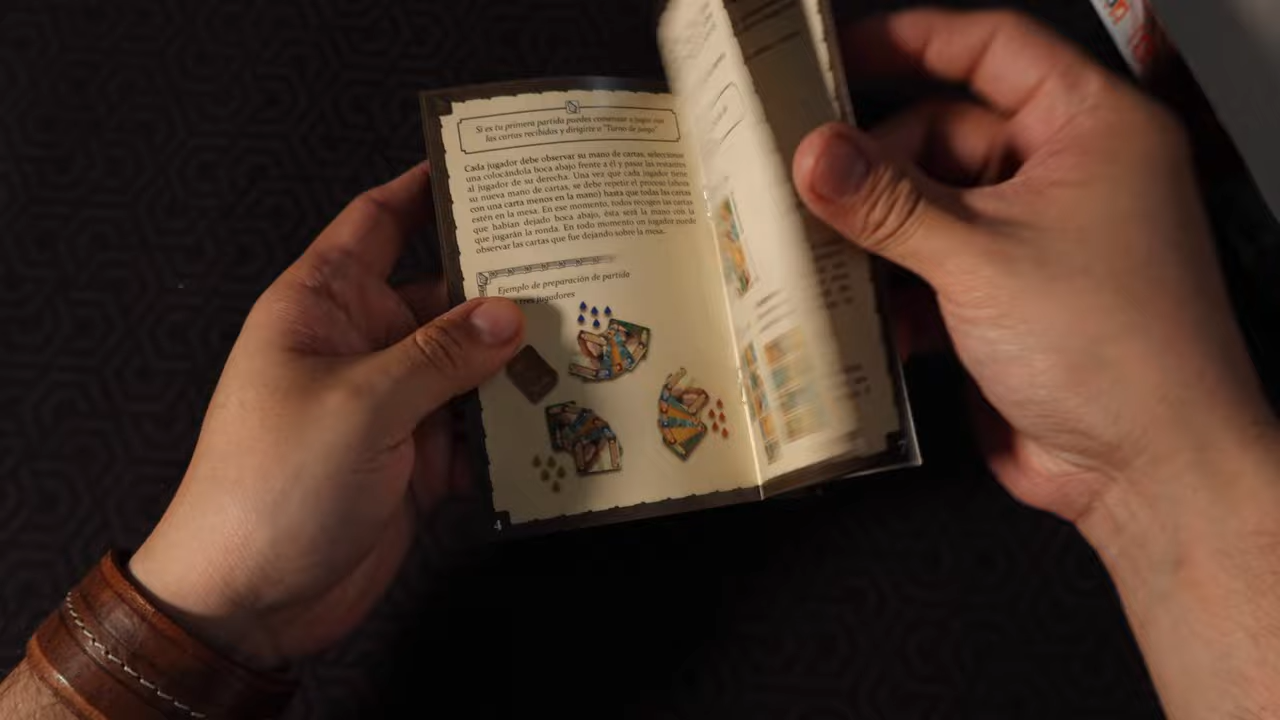 Si es tu primera partida puedes comenzar a jugar con
las cartas recibidas y dirigirte a "Turno de juego"
Cada jugador debe observar su mano de cartas, seleccionar
una colocándola boca abajo frente a él y pasar las restantes
al jugador de su derecha. Una vez que cada jugador tiene
su nueva mano de cartas, se debe repetir el proceso (ahora
con una carta menos en la mano) hasta que todas las cartas
estén en la mesa. En ese momento, todos recogen las cartas
que habían dejado boca abajo, ésta será la mano con la
que jugarán la ronda. En todo momento un jugador puede
observar las cartas que fue dejando sobre la mesa.
Ejemplo de preparación de partida
tres jugadores
4